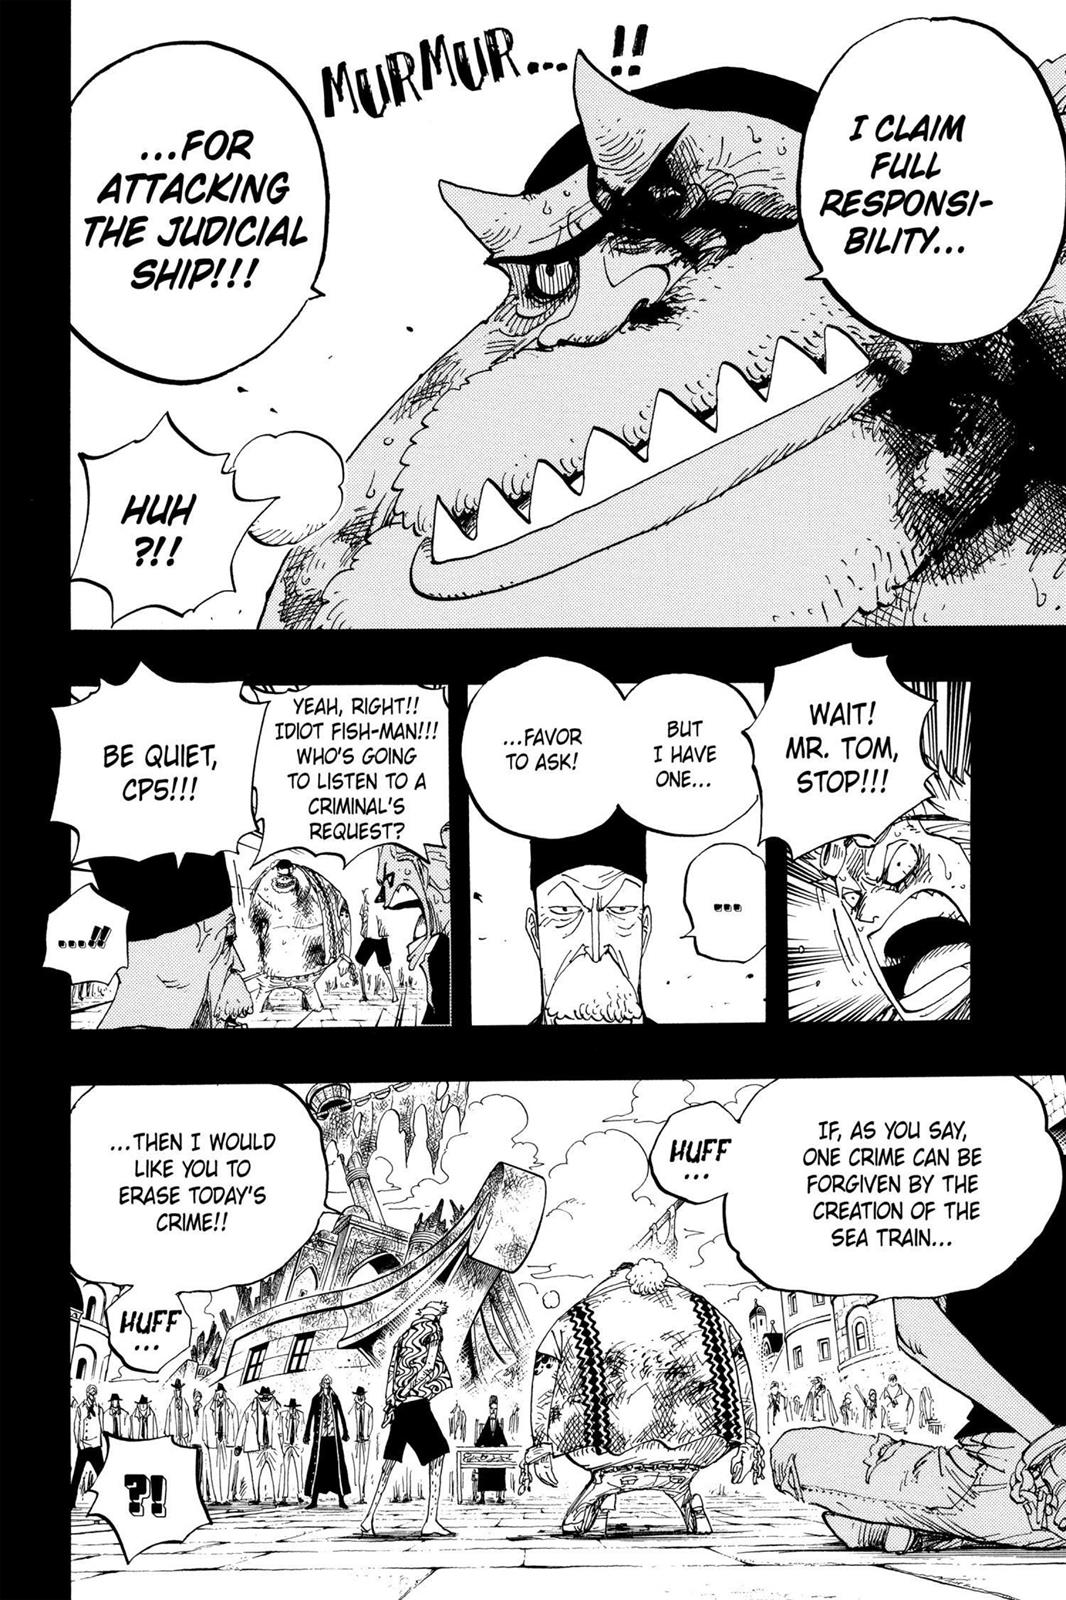 MURMUR... !!
I CLAIM
FULL
RESPONSI-
BILITY...
...FOR
ATTACKING
THE JUDICIAL
SHIP!!!
HUH
?!!
WAIT!
MR. TOM,
STOP!!!
...
BUT
I HAVE
ONE...
...FAVOR
TO ASK!
YEAH, RIGHT!!
IDIOT FISH-MAN!!!
WHO'S GOING
TO LISTEN TO A
CRIMINAL'S
REQUEST?
BE QUIET,
CP5!!!
...!!
IF, AS YOU SAY,
ONE CRIME CAN BE
FORGIVEN BY THE
CREATION OF THE
SEA TRAIN...
HUFF
...
...THEN I WOULD
LIKE YOU TO
ERASE TODAY'S
CRIME!!
HUFF
...
?!